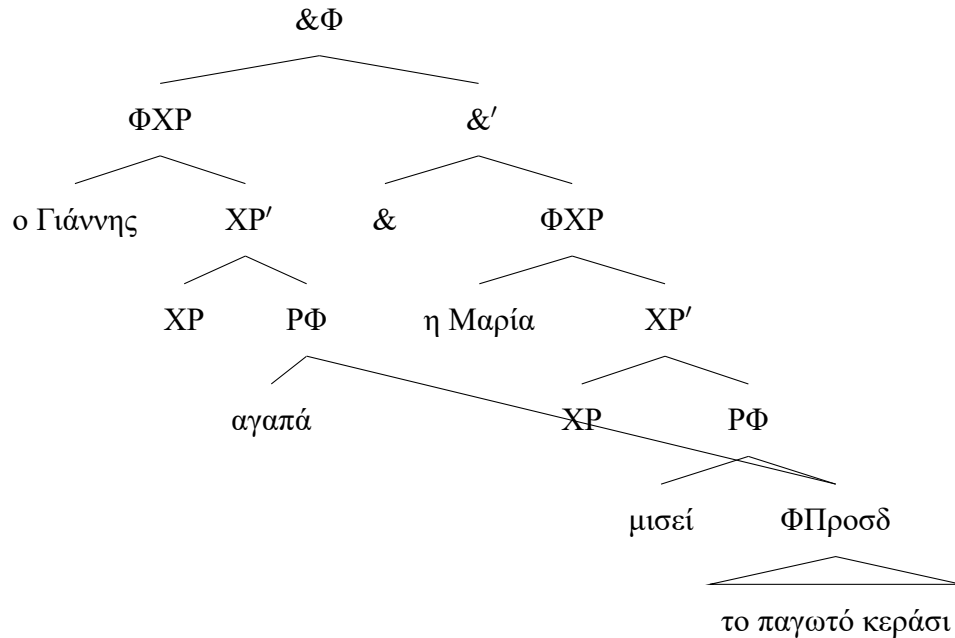 &Φ
ΦΧΡ &′
ο Γιάννης ΧΡ′ & ΦΧΡ
ΧΡ ΡΦ η Μαρία ΧΡ′
αγαπά ΧΡ ΡΦ
μισεί ΦΠροσδ
το παγωτό κεράσι